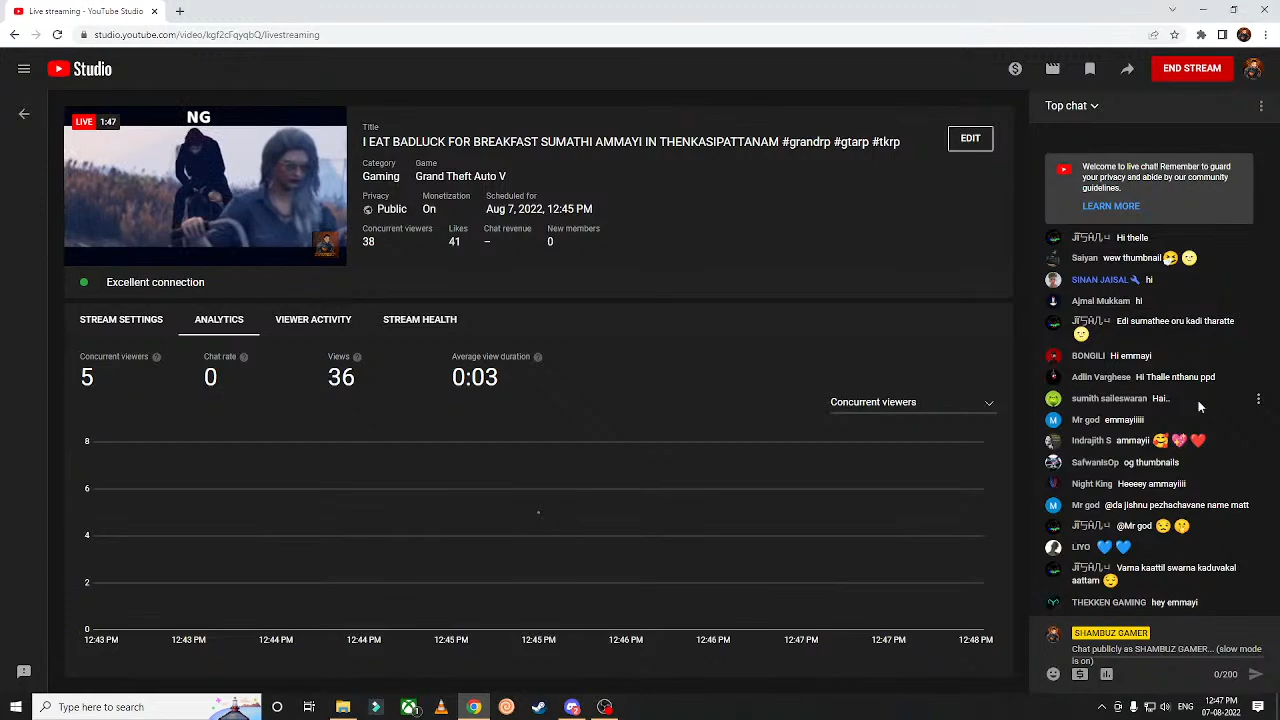 Live streaming - YouTube Studio
studio.youtube.com/video/kgf2cFqyqbQ/livestreaming
Studio
END STREAM
LIVE 1:47
NG
Title
I EAT BADLUCK FOR BREAKFAST SUMATHI AMMAYI IN THENKASIPATTANAM #grandrp #gtarp #tkrp
EDIT
Category Game
Gaming Grand Theft Auto V
Privacy Monetization Scheduled for
Public On Aug 7, 2022, 12:45 PM
Concurrent viewers Likes Chat revenue New members
38 41 – 0
Excellent connection
STREAM SETTINGS ANALYTICS VIEWER ACTIVITY STREAM HEALTH
Concurrent viewers Chat rate Views Average view duration
5 0 36 0:03
Concurrent viewers
8
6
4
2
0
12:43 PM 12:43 PM 12:44 PM 12:44 PM 12:45 PM 12:45 PM 12:46 PM 12:46 PM 12:47 PM 12:47 PM 12:48 PM
Top chat
Welcome to live chat! Remember to guard
your privacy and abide by our community
guidelines.
LEARN MORE
Hi thelle
Saiyan wew thumbnail 🤧🌝
SINAN JAISAL hi
Ajmal Mukkam hi
Edi sumathee oru kadi tharatte
🌝
BONGILI Hi emmayi
Adlin Varghese Hi Thalle nthanu ppd
sumith saileswaran Hai..
Mr god emmayiiiii
Indrajith S ammayii 🥰 💖 ❤️
SafwanIsOp og thumbnails
Night King Heeeey ammayiiii
Mr god @da jishnu pezhachavane name matt
@Mr god 😒 🤫
LIYO 💙 💙
Varna kaattil swarna kaduvakal
aattam 😌
THEKKEN GAMING hey emmayi
SHAMBUZ GAMER
Chat publicly as SHAMBUZ GAMER... (slow mode
is on)
0/200
Type here to search
1
ENG
12:47 PM
07-08-2022